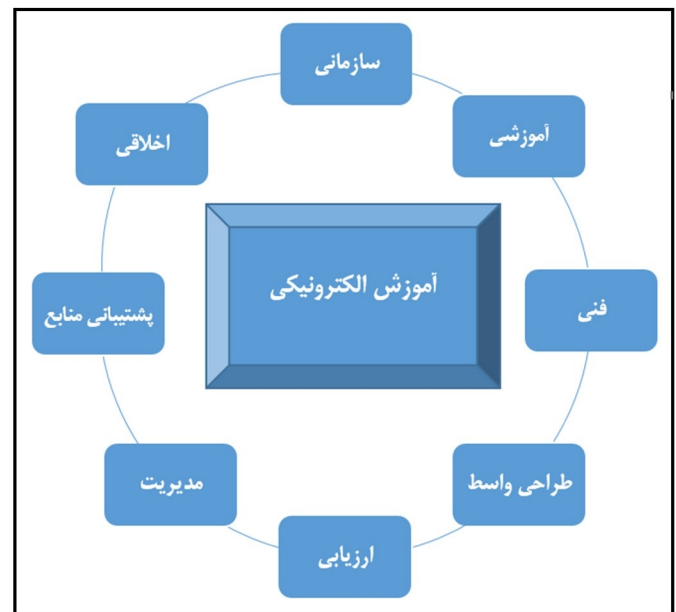 سازمانی
آموزشی
فنی
طراحی واسط
ارزیابی
مدیریت
پشتیبانی منابع
اخلاقی
آموزش الکترونیکی